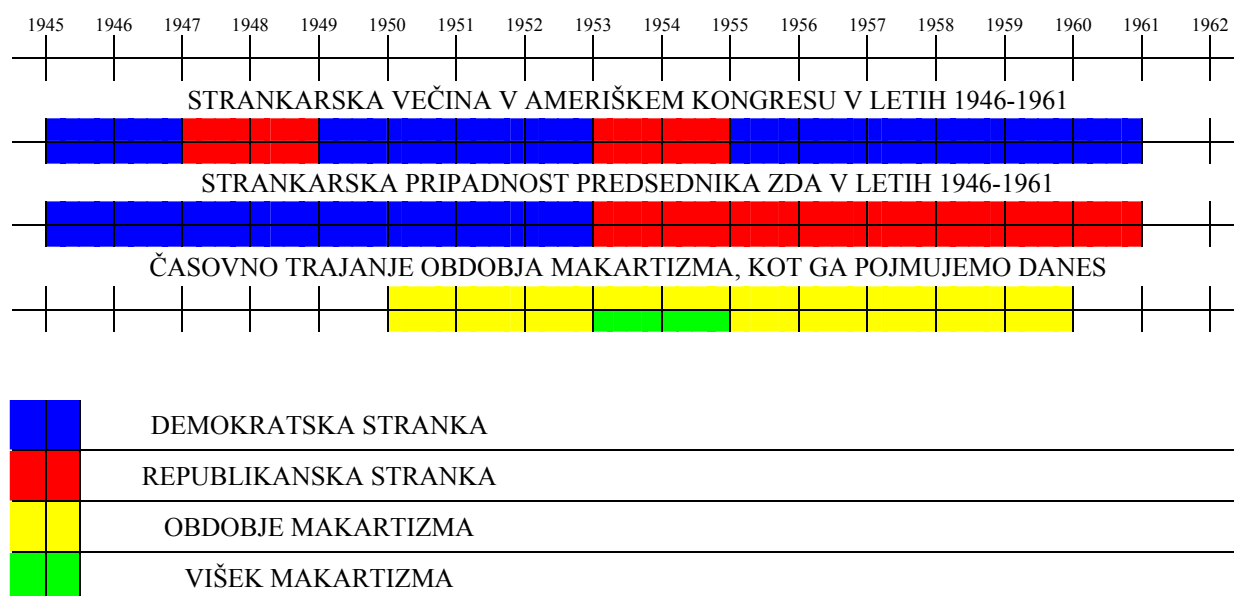 1945 1946 1947 1948 1949 1950 1951 1952 1953 1954 1955 1956 1957 1958 1959 1960 1961 1962
STRANKARSKA VEČINA V AMERIŠKEM KONGRESU V LETIH 1946-1961
STRANKARSKA PRIPADNOST PREDSEDNIKA ZDA V LETIH 1946-1961
ČASOVNO TRAJANJE OBDOBJA MAKARTIZMA, KOT GA POJMUJEMO DANES
DEMOKRATSKA STRANKA
REPUBLIKANSKA STRANKA
OBDOBJE MAKARTIZMA
VIŠEK MAKARTIZMA